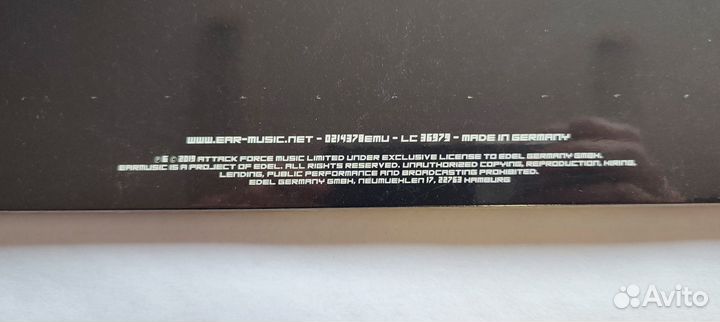 WWW.EAR-MUSIC.NET - 0214378EMU - LC 36979 - MADE IN GERMANY
℗ & © 2019 ATTACK FORCE MUSIC LIMITED UNDER EXCLUSIVE LICENSE TO EDEL GERMANY GMBH.
EARMUSIC IS A PROJECT OF EDEL. ALL RIGHTS RESERVED. UNAUTHORIZED COPYING, REPRODUCTION, HIRING,
LENDING, PUBLIC PERFORMANCE AND BROADCASTING PROHIBITED.
EDEL GERMANY GMBH, NEUMUEHLEN 17, 22763 HAMBURG
Avito